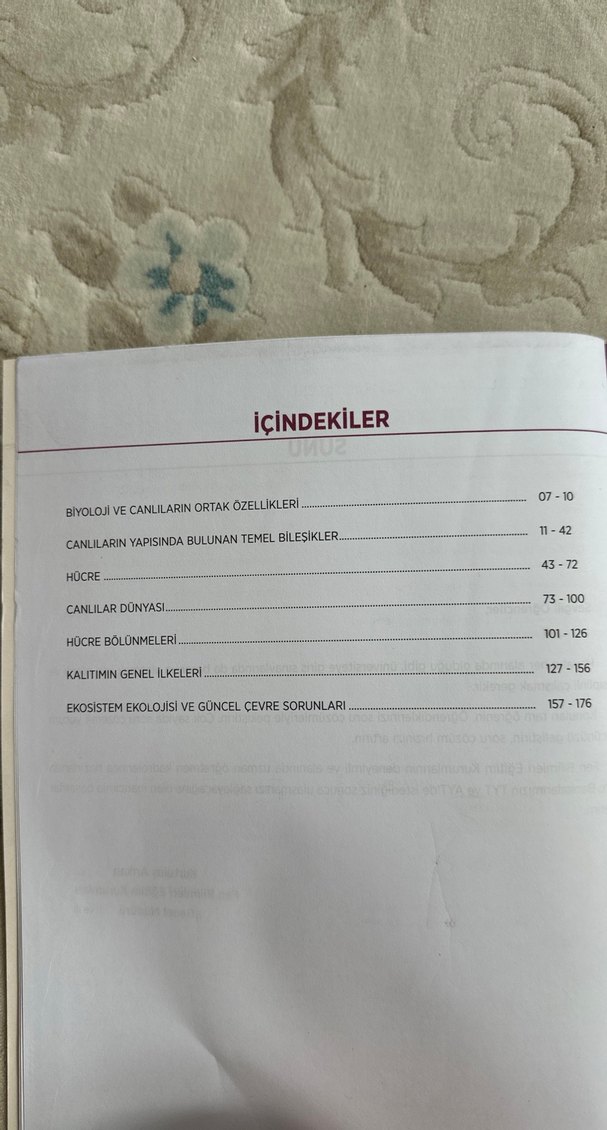 İÇİNDEKİLER
BİYOLOJİ VE CANLILARIN ORTAK ÖZELLİKLERİ ........ 07 - 10
CANLILARIN YAPISINDA BULUNAN TEMEL BİLEŞİKLER ........ 11 - 42
HÜCRE ........ 43 - 72
CANLILAR DÜNYASI ........ 73 - 100
HÜCRE BÖLÜNMELERİ ........ 101 - 126
KALITIMIN GENEL İLKELERİ ........ 127 - 156
EKOSİSTEM EKOLOJİSİ VE GÜNCEL ÇEVRE SORUNLARI ........ 157 - 176